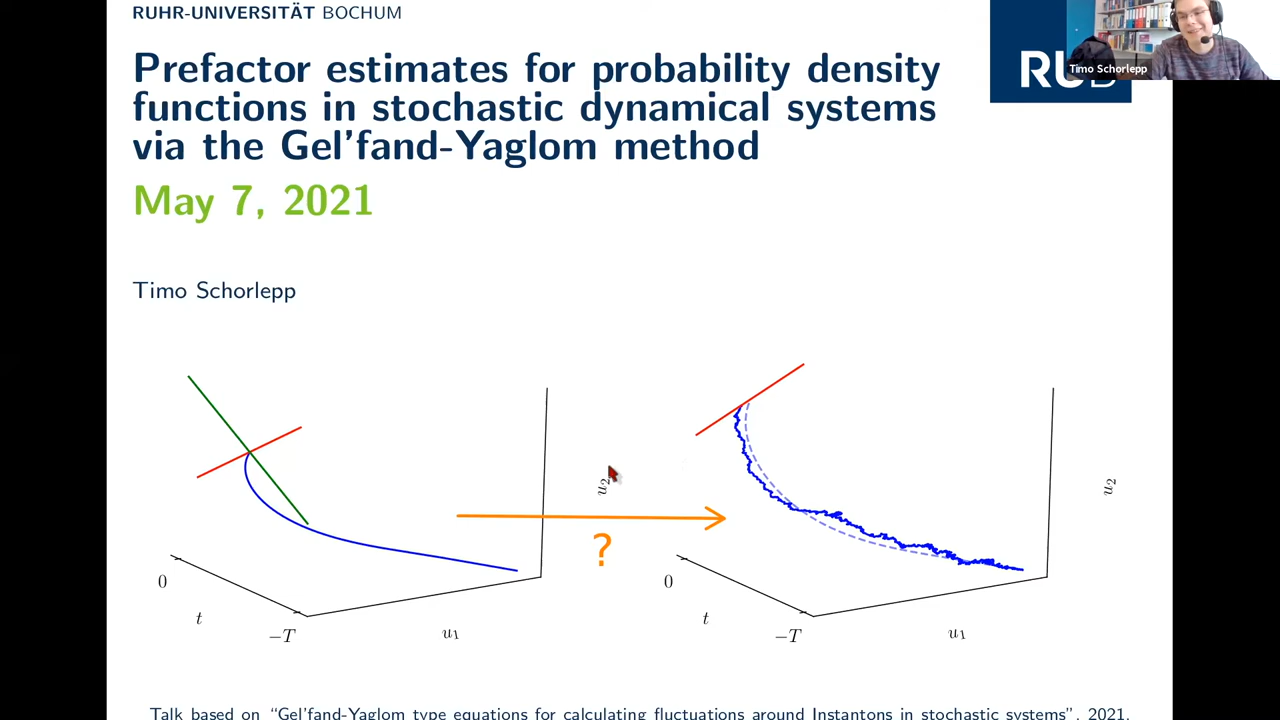 RUHR-UNIVERSITÄT BOCHUM
RUB
Timo Schorlepp
Prefactor estimates for probability density
functions in stochastic dynamical systems
via the Gel'fand-Yaglom method
May 7, 2021
Timo Schorlepp
u2
u2
?
0
t
−T
u1
0
t
−T
u1
Talk based on “Gel'fand-Yaglom type equations for calculating fluctuations around Instantons in stochastic systems”, 2021.